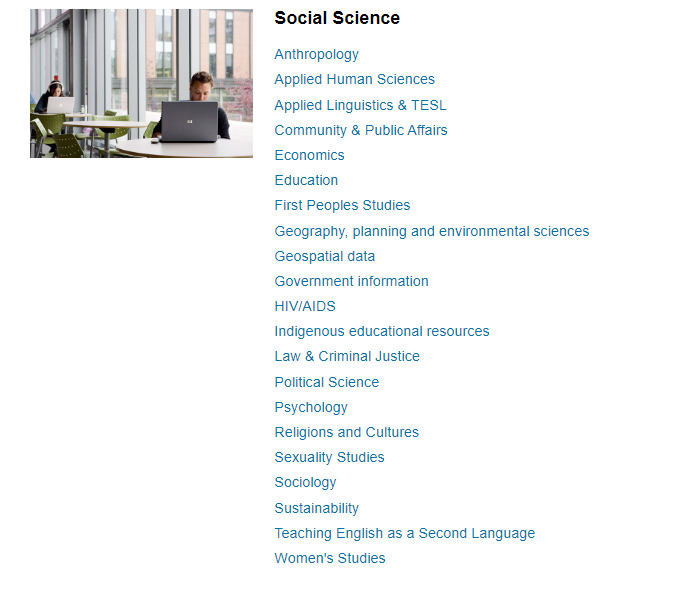 Social Science
Anthropology
Applied Human Sciences
Applied Linguistics & TESL
Community & Public Affairs
Economics
Education
First Peoples Studies
Geography, planning and environmental sciences
Geospatial data
Government information
HIV/AIDS
Indigenous educational resources
Law & Criminal Justice
Political Science
Psychology
Religions and Cultures
Sexuality Studies
Sociology
Sustainability
Teaching English as a Second Language
Women's Studies